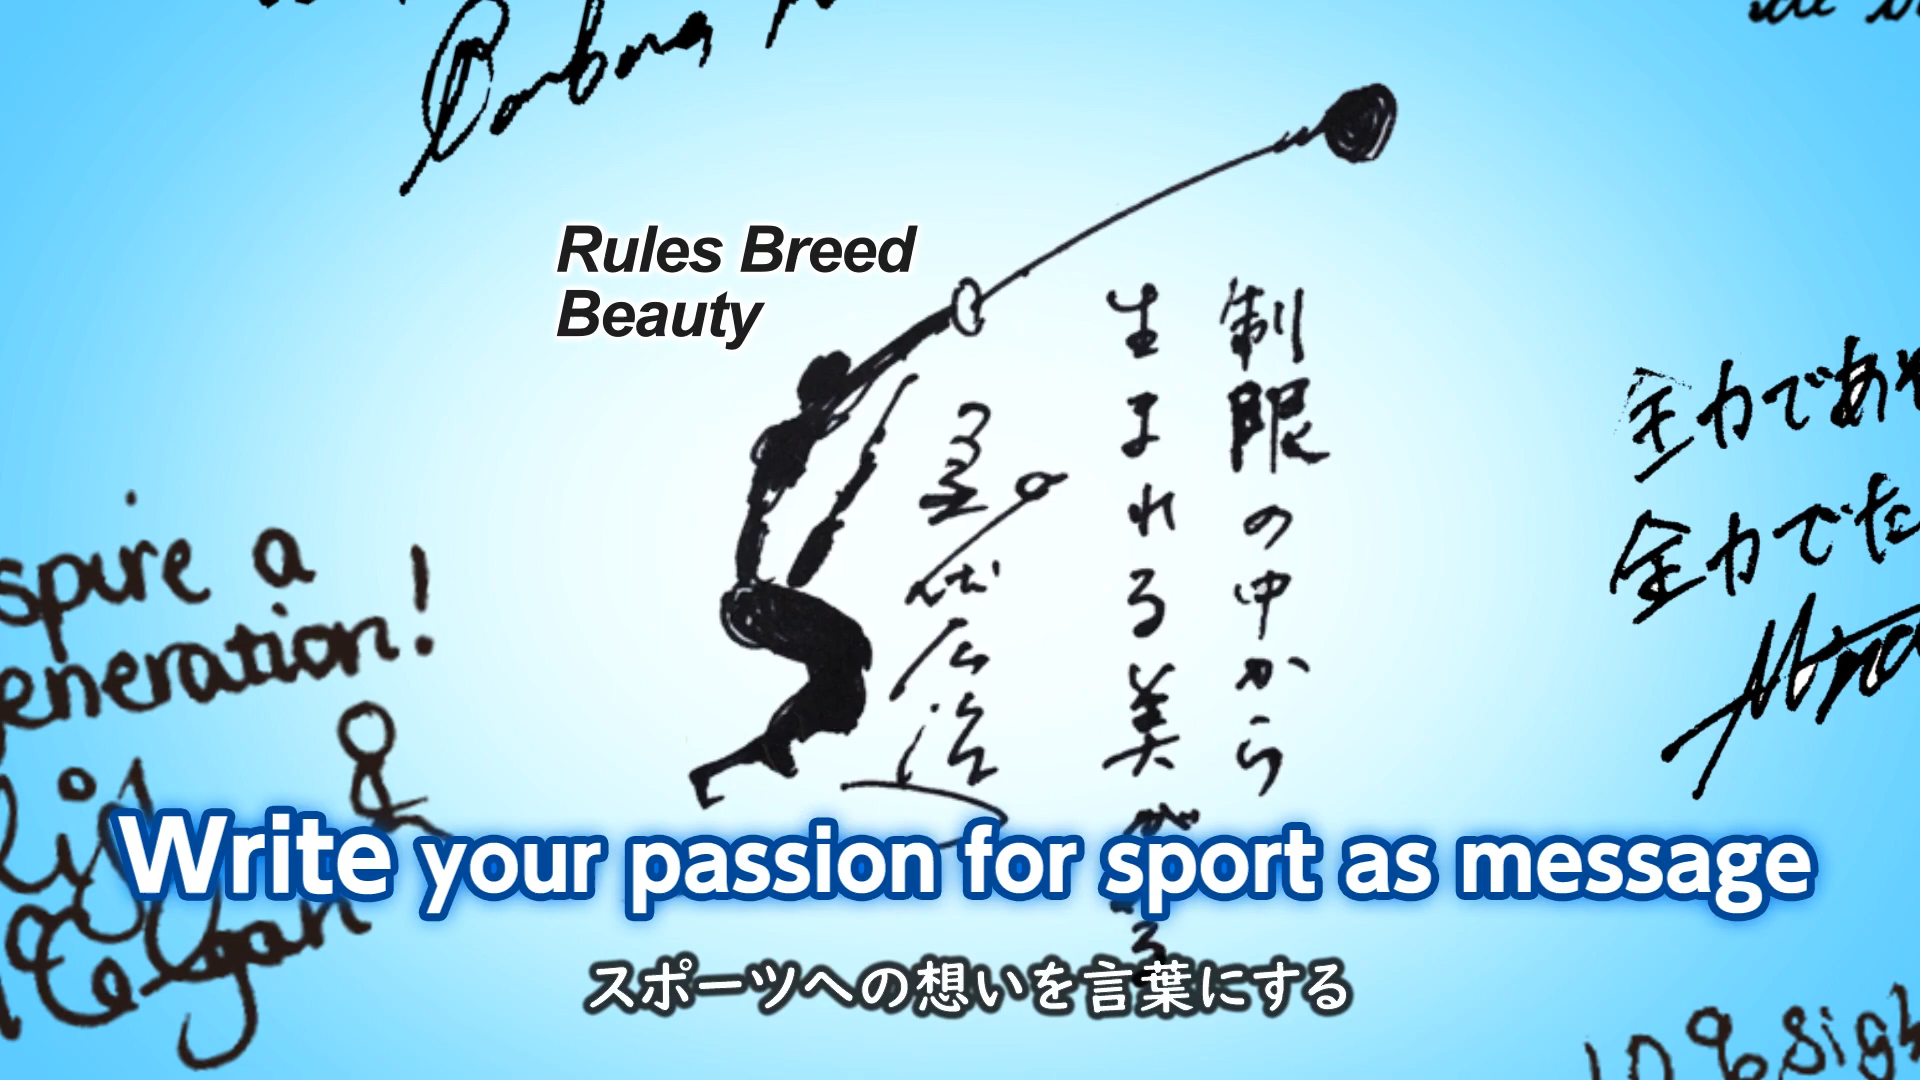 Rules Breed
Beauty
制限の中から
生まれる美がある
室伏広治
spire a
eneration!
全力であそ
全力でた
Write your passion for sport as message
スポーツへの想いを言葉にする